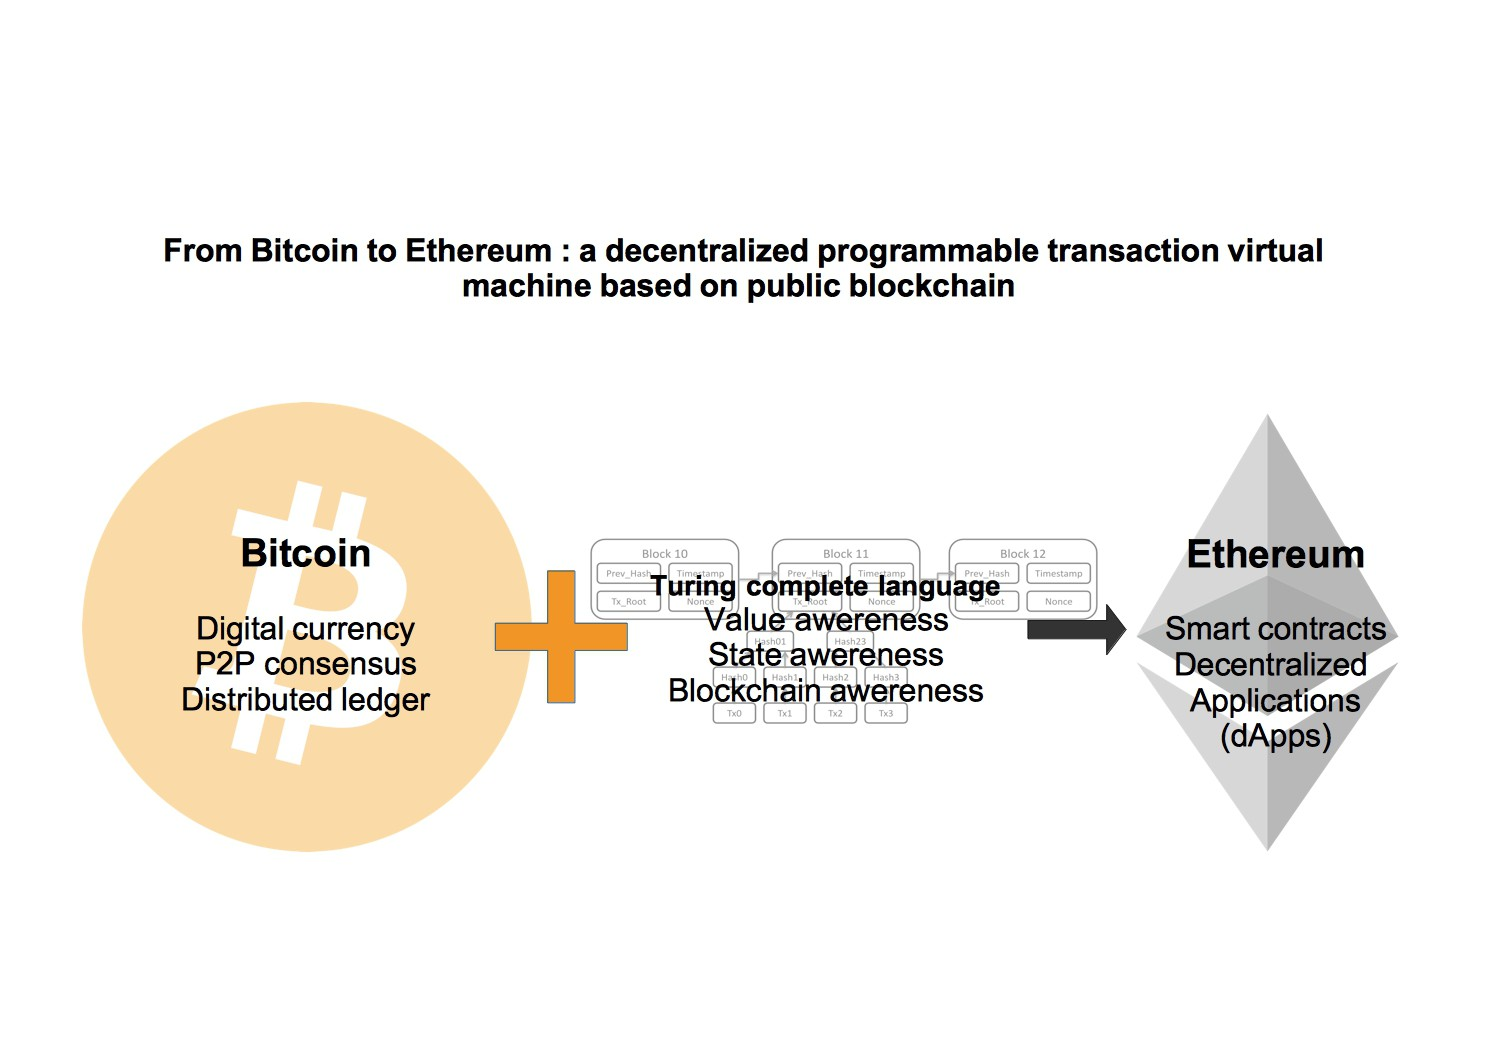 From Bitcoin to Ethereum : a decentralized programmable transaction virtual
machine based on public blockchain
Bitcoin
Digital currency
P2P consensus
Distributed ledger
Block 10
Prev_Hash
Timestamp
Tx_Root
Nonce
Block 11
Prev_Hash
Timestamp
Tx_Root
Nonce
Block 12
Prev_Hash
Timestamp
Tx_Root
Nonce
Hash01
Hash23
Hash0
Hash1
Hash2
Hash3
Tx0
Tx1
Tx2
Tx3
Turing complete language
Value awereness
State awereness
Blockchain awereness
Ethereum
Smart contracts
Decentralized
Applications
(dApps)